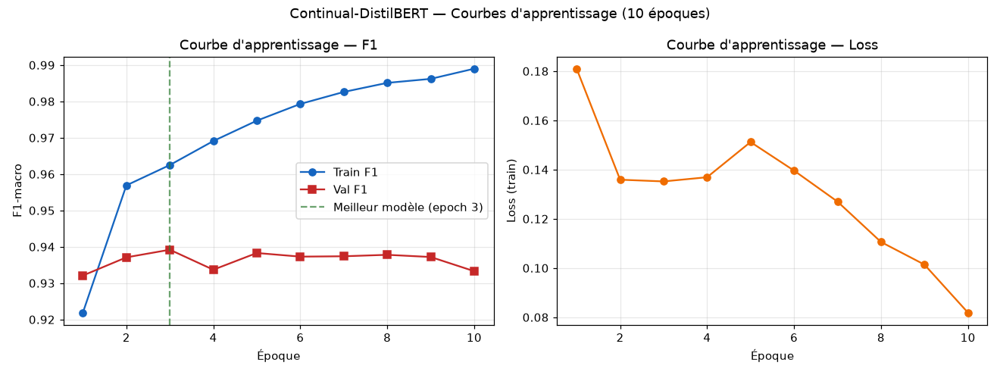 Continual-DistilBERT — Courbes d'apprentissage (10 époques)
Courbe d'apprentissage — F1
0.99
0.98
0.97
0.96
0.95
0.94
0.93
0.92
F1-macro
Train F1
Val F1
Meilleur modèle (epoch 3)
2
4
6
8
10
Époque
Courbe d'apprentissage — Loss
0.18
0.16
0.14
0.12
0.10
0.08
Loss (train)
2
4
6
8
10
Époque